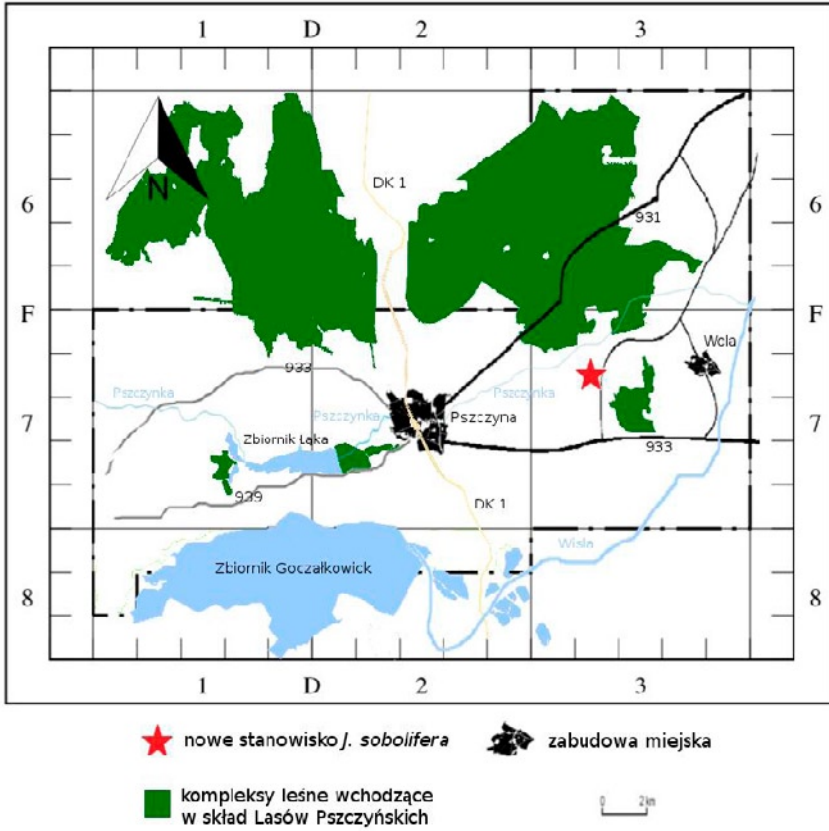 1 D 2 3
6 6
N
DK 1
931
F F
933
Wola
Pszczynka
Pszczynka
Pszczynka
Pszczyna
7 7
Zbiornik Łąka
933
939
DK 1
Wisła
Zbiornik Goczałkowick
8 8
1 D 2 3
nowe stanowisko J. sobolifera
zabudowa miejska
kompleksy leśne wchodzące
w skład Lasów Pszczyńskich
0 2km